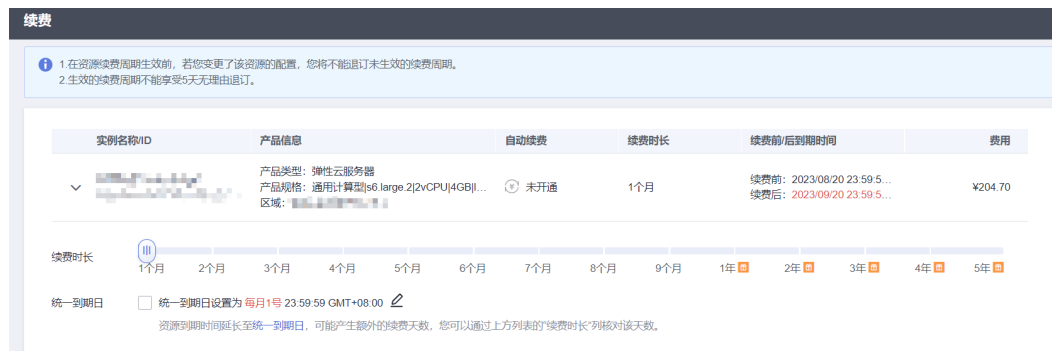 续费
1.在资源续费周期生效前，若您变更了该资源的配置，您将不能退订未生效的续费周期。
2.生效的续费周期不能享受5天无理由退订。
实例名称/ID 产品信息 自动续费 续费时长 续费前/后到期时间 费用
产品类型：弹性云服务器
产品规格：通用计算型|s6.large.2|2vCPU|4GB|I...
区域：
未开通
1个月
续费前：2023/08/20 23:59:5...
续费后：2023/09/20 23:59:5...
¥204.70
续费时长
1个月 2个月 3个月 4个月 5个月 6个月 7个月 8个月 9个月 1年 2年 3年 4年 5年
统一到期日 统一到期日设置为 每月1号 23:59:59 GMT+08:00
资源到期时间延长至统一到期日，可能产生额外的续费天数，您可以通过上方列表的“续费时长”列核对该天数。